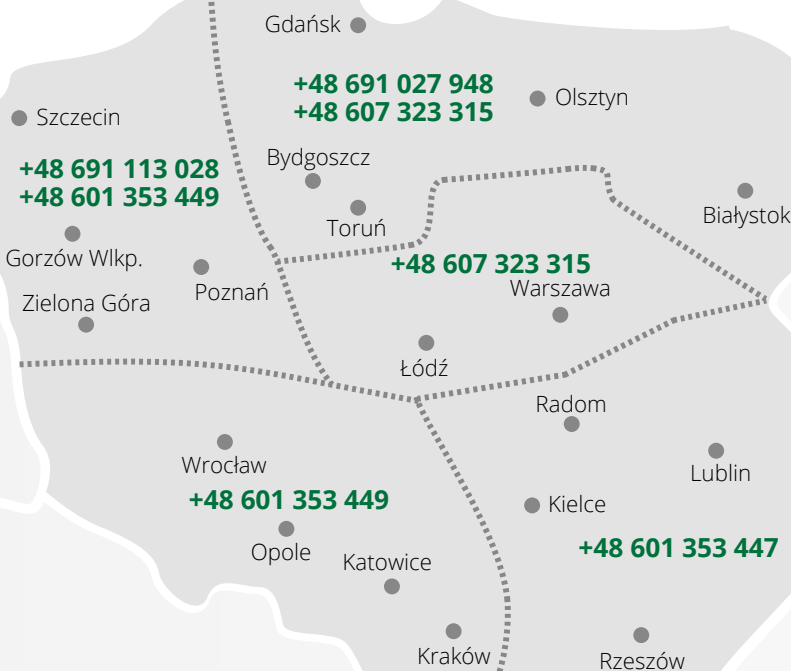 Gdańsk
+48 691 027 948
+48 607 323 315
Olsztyn
Szczecin
+48 691 113 028
+48 601 353 449
Bydgoszcz
Toruń
Białystok
Gorzów Wlkp.
Poznań
Zielona Góra
+48 607 323 315
Warszawa
Łódź
Radom
Wrocław
Lublin
+48 601 353 449
Kielce
Opole
Katowice
+48 601 353 447
Kraków
Rzeszów